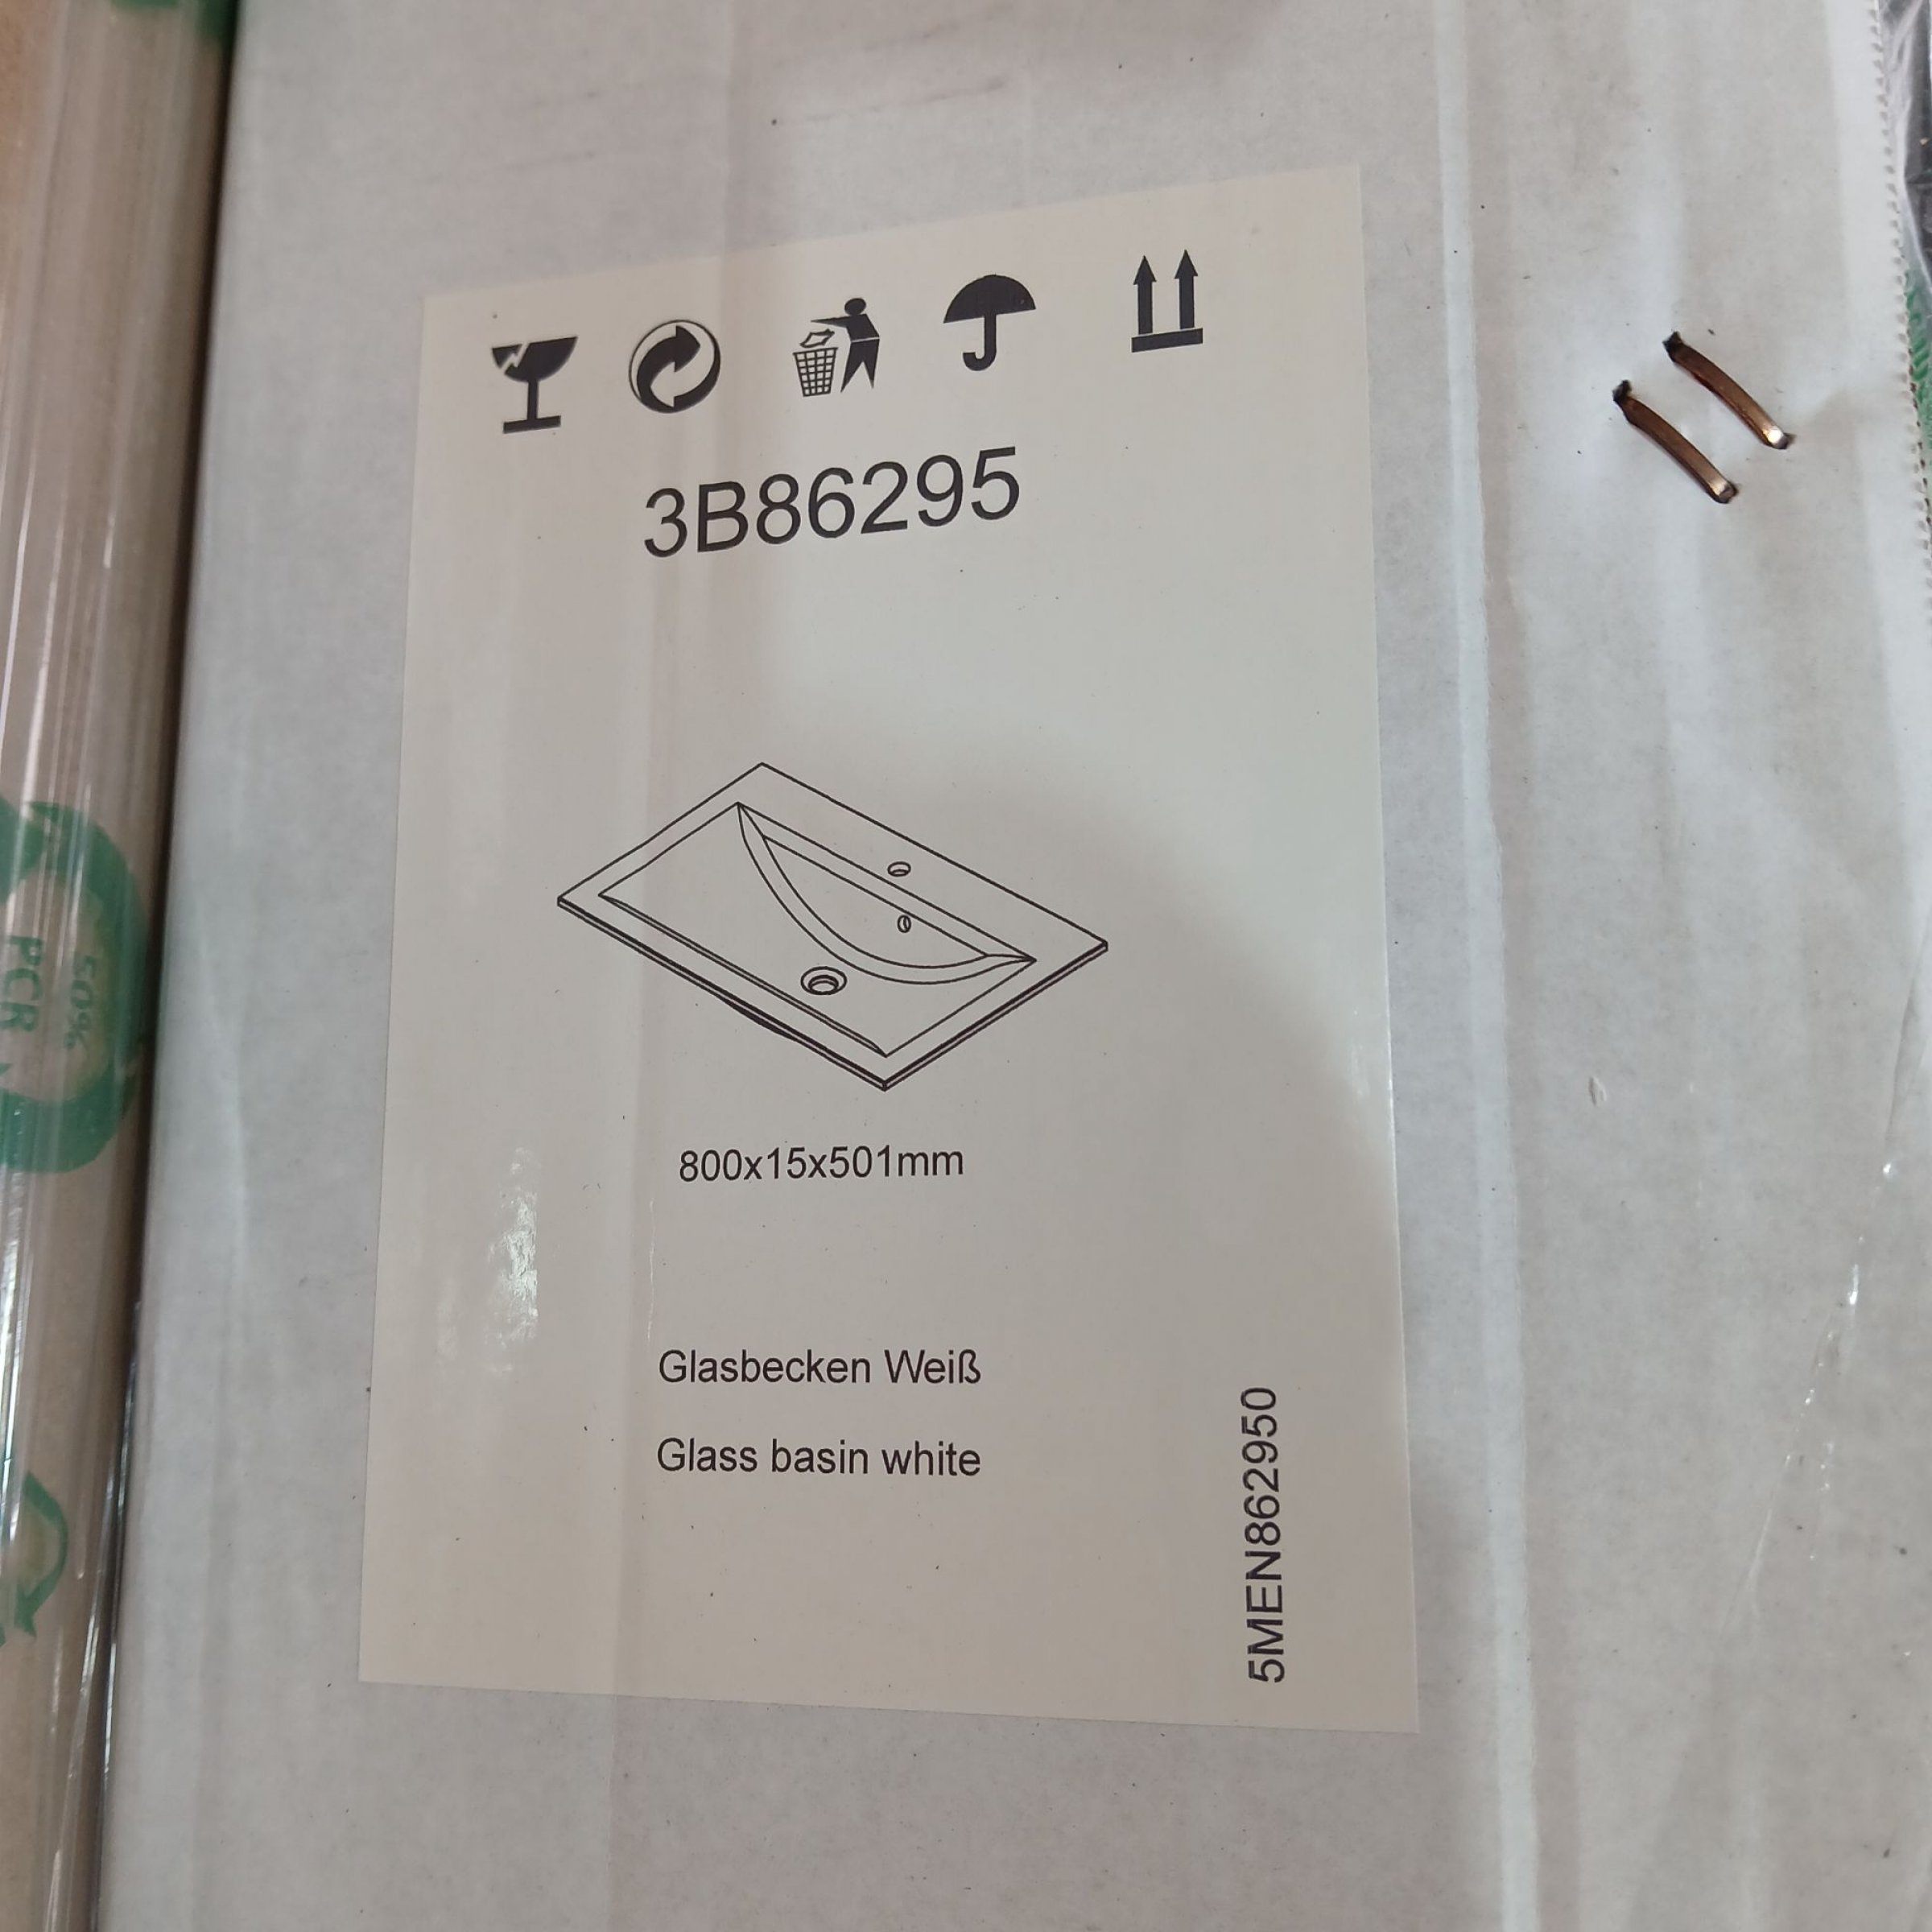 3B86295
800x15x501mm
Glasbecken Weiß
Glass basin white
5MEN862950
50%
PCR